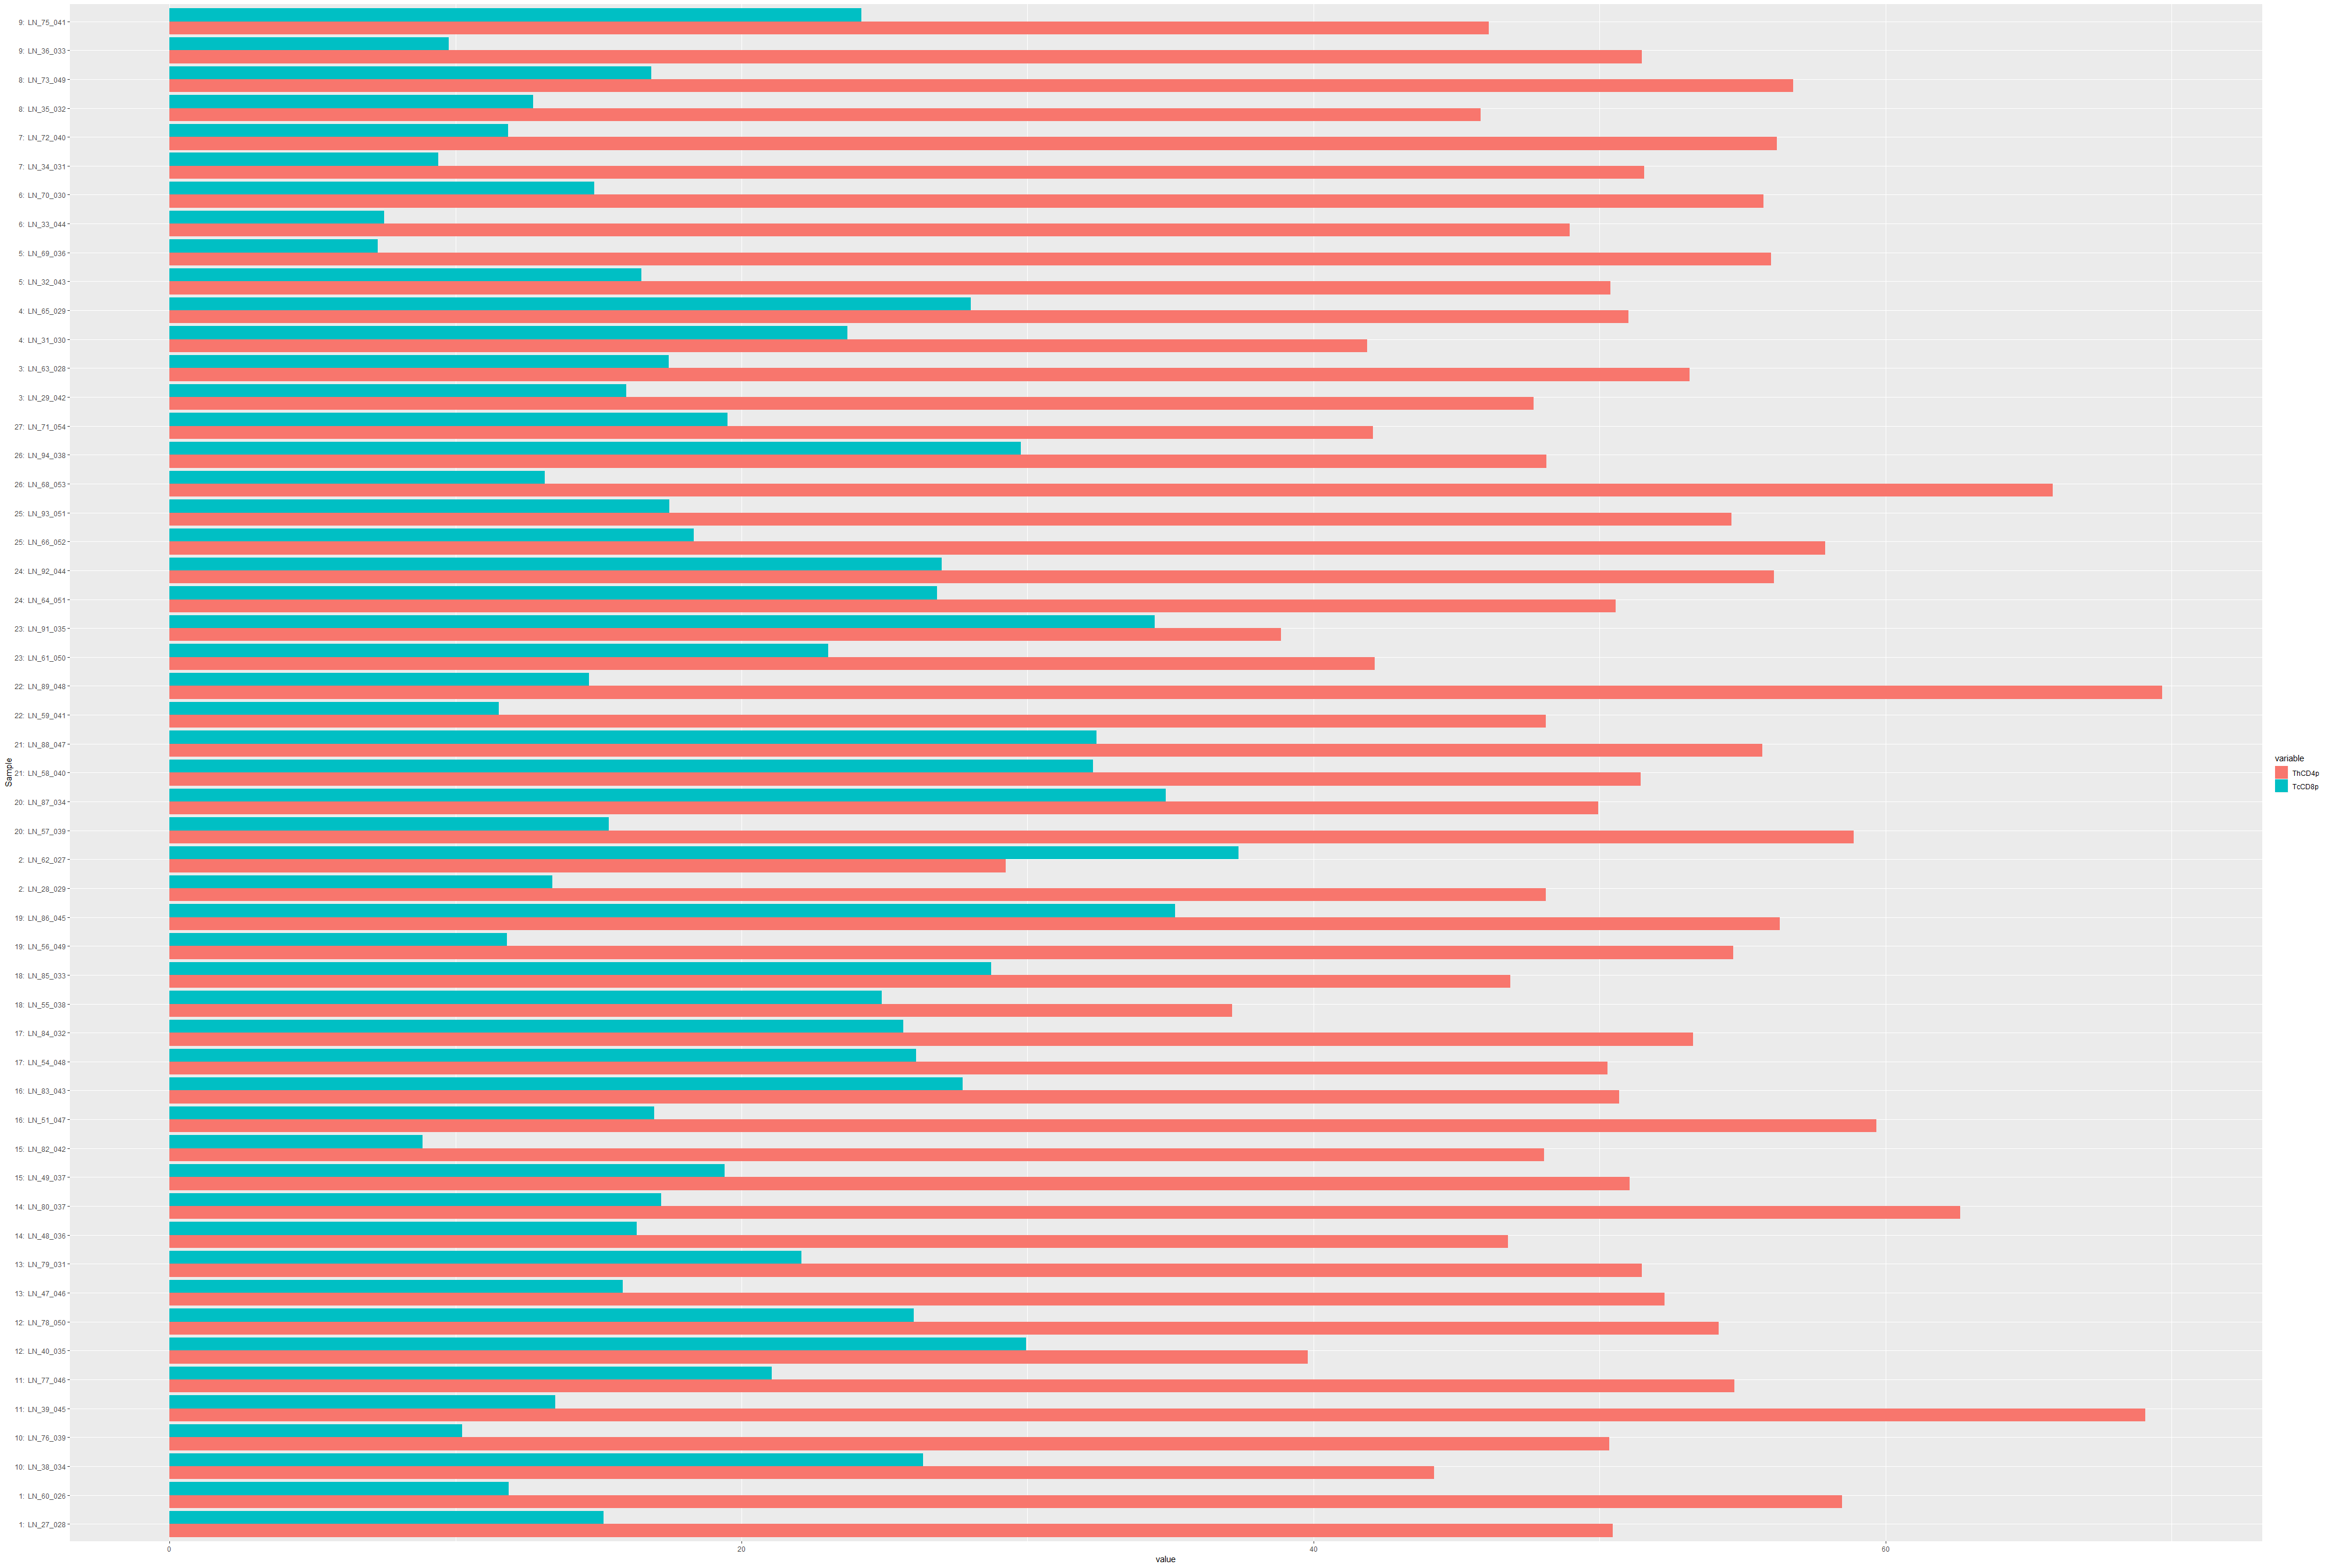 9: LN_75_041
9: LN_36_033
8: LN_73_049
8: LN_35_032
7: LN_72_040
7: LN_34_031
6: LN_70_030
6: LN_33_044
5: LN_69_036
5: LN_32_043
4: LN_65_029
4: LN_31_030
3: LN_63_028
3: LN_29_042
27: LN_71_054
26: LN_94_038
26: LN_68_053
25: LN_93_051
25: LN_66_052
24: LN_92_044
24: LN_64_051
23: LN_91_035
23: LN_61_050
22: LN_89_048
22: LN_59_041
21: LN_88_047
21: LN_58_040
20: LN_87_034
20: LN_57_039
2: LN_62_027
2: LN_28_029
19: LN_86_045
19: LN_56_049
18: LN_85_033
18: LN_55_038
17: LN_84_032
17: LN_54_048
16: LN_83_043
16: LN_51_047
15: LN_82_042
15: LN_49_037
14: LN_80_037
14: LN_48_036
13: LN_79_031
13: LN_47_046
12: LN_78_050
12: LN_40_035
11: LN_77_046
11: LN_39_045
10: LN_76_039
10: LN_38_034
1: LN_60_026
1: LN_27_028
Sample
0
20
40
60
value
variable
ThCD4p
TcCD8p